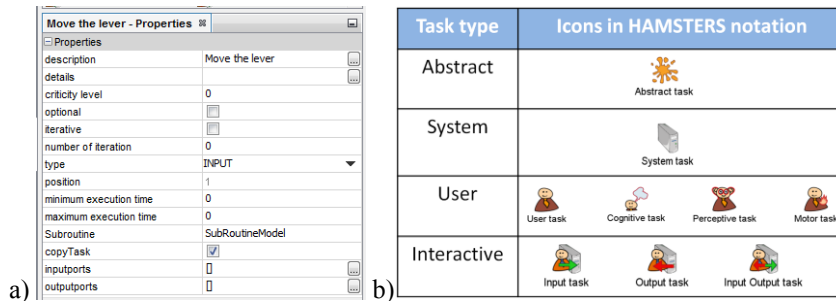 Move the lever - Properties
Properties
description Move the lever ...
details ...
criticity level 0
optional
iterative
number of iteration 0
type INPUT
position 1
minimum execution time 0
maximum execution time 0
Subroutine SubRoutineModel
copyTask
inputports [] ...
outputports [] ...
a)
Task type Icons in HAMSTERS notation
Abstract
Abstract task
System
System task
User
User task Cognitive task Perceptive task Motor task
Interactive
Input task Output task Input Output task
b)